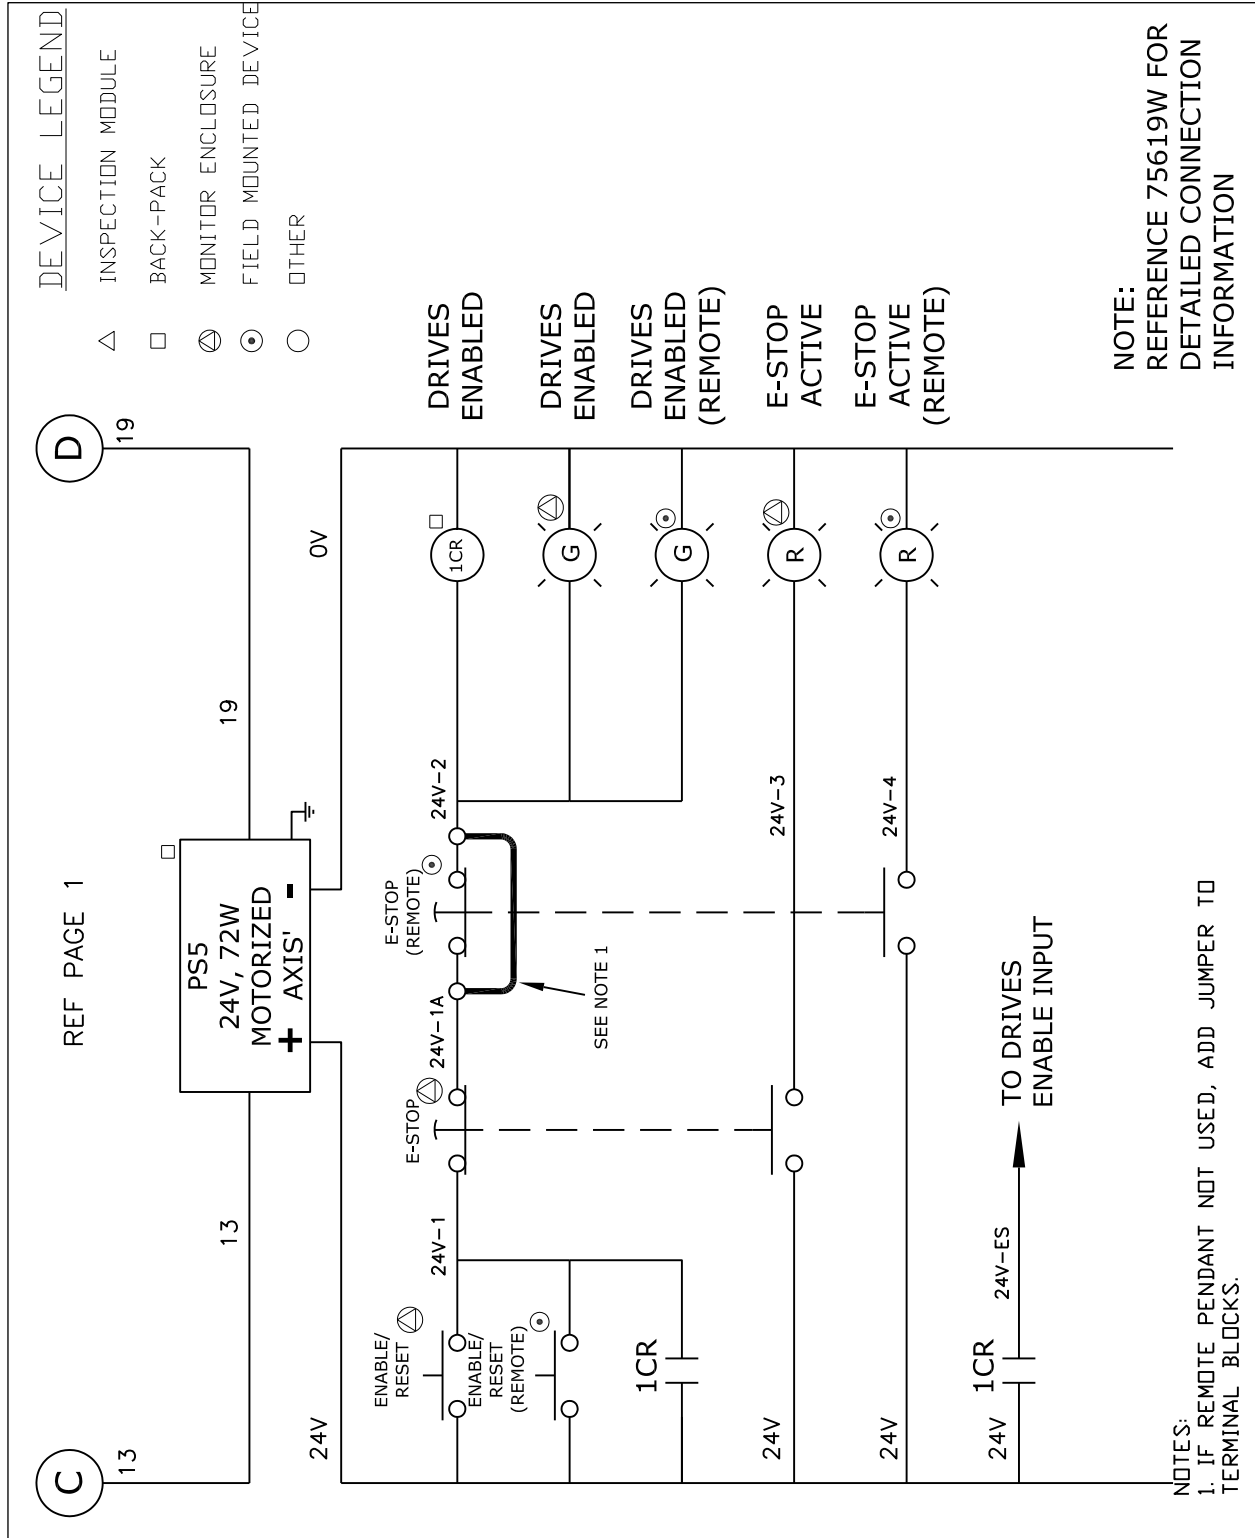 DEVICE LEGEND
INSPECTION MODULE
BACK-PACK
MONITOR ENCLOSURE
FIELD MOUNTED DEVICE
OTHER
C
13
13
REF PAGE 1
PS5
24V, 72W
MOTORIZED
AXIS'
+
-
19
D
19
24V
0V
ENABLE/
RESET
24V-1
E-STOP
24V-1A
E-STOP
(REMOTE)
24V-2
1CR
DRIVES
ENABLED
ENABLE/
RESET
(REMOTE)
SEE NOTE 1
G
DRIVES
ENABLED
1CR
G
DRIVES
ENABLED
(REMOTE)
24V
24V-3
R
E-STOP
ACTIVE
24V
24V-4
R
E-STOP
ACTIVE
(REMOTE)
24V
1CR
24V-ES
TO DRIVES
ENABLE INPUT
NOTE:
REFERENCE 75619W FOR
DETAILED CONNECTION
INFORMATION
NOTES:
1. IF REMOTE PENDANT NOT USED, ADD JUMPER TO
TERMINAL BLOCKS.